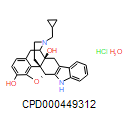 N
OH
HCl H₂O
HO
O
N
H
CPD000449312